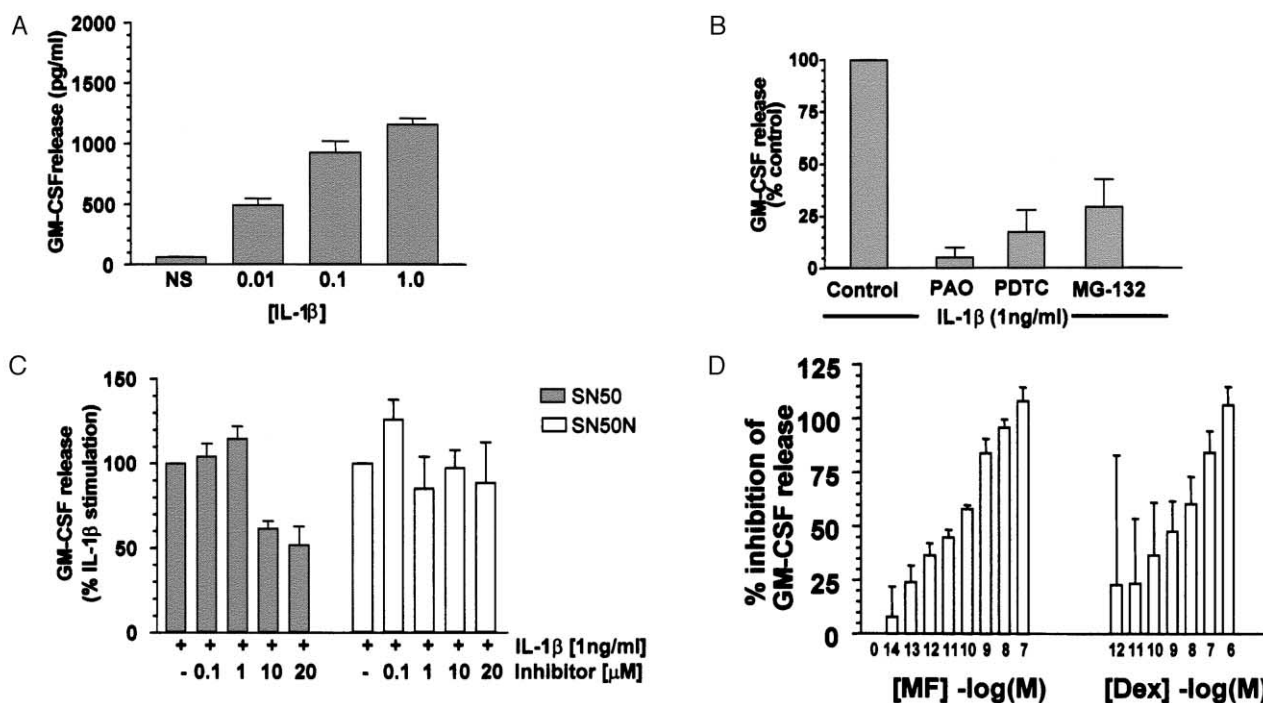 A
GM-CSFrelease (pg/ml)
2000
1500
1000
500
0
NS 0.01 0.1 1.0
[IL-1β]
B
GM-CSF release
(% control)
100
75
50
25
0
Control PAO PDTC MG-132
IL-1β (1ng/ml)
C
GM-CSF release
(% IL-1β stimulation)
150
100
50
0
SN50
SN50N
+ + + + + + + + + + IL-1β [1ng/ml]
- 0.1 1 10 20 - 0.1 1 10 20 Inhibitor [µM]
D
% inhibition of
GM-CSF release
125
100
75
50
25
0
0 14 13 12 11 10 9 8 7 12 11 10 9 8 7 6
[MF] -log(M) [Dex] -log(M)